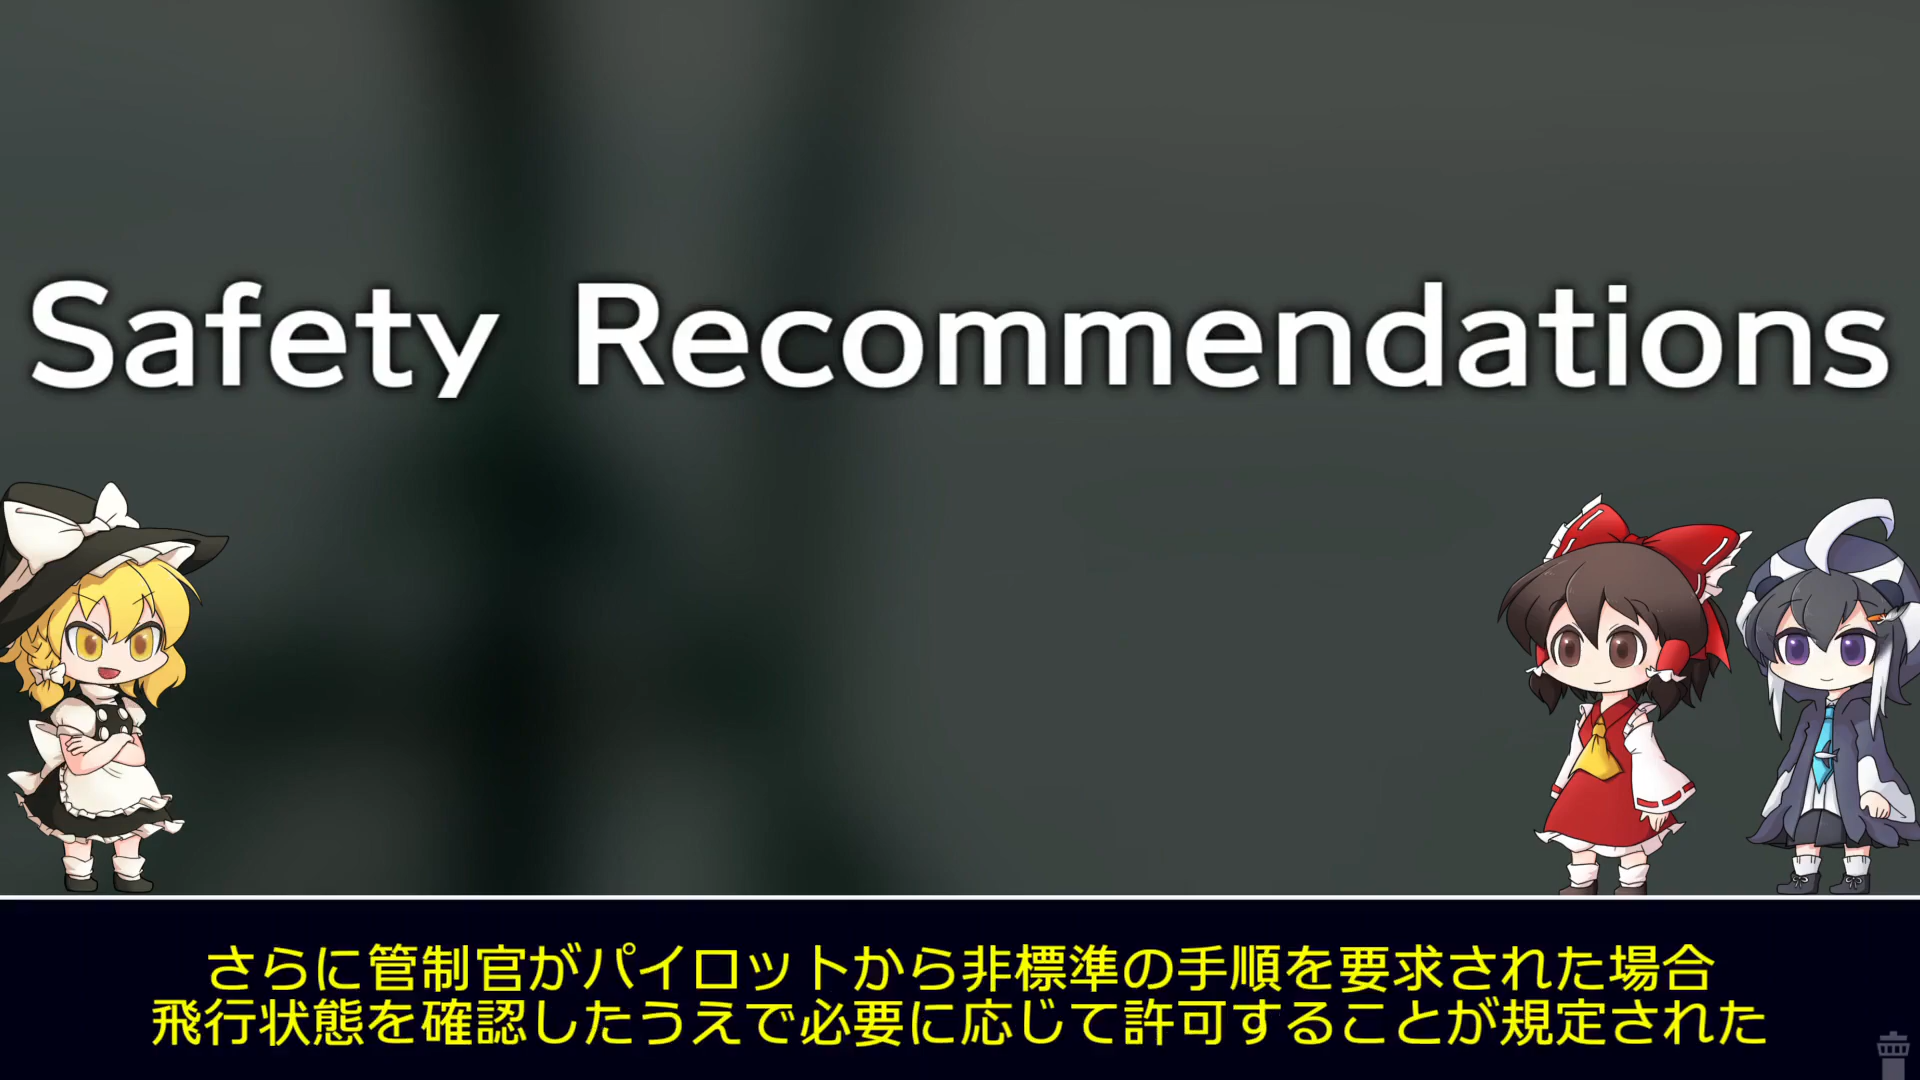 Safety Recommendations
さらに管制官がパイロットから非標準の手順を要求された場合
飛行状態を確認したうえで必要に応じて許可することが規定された